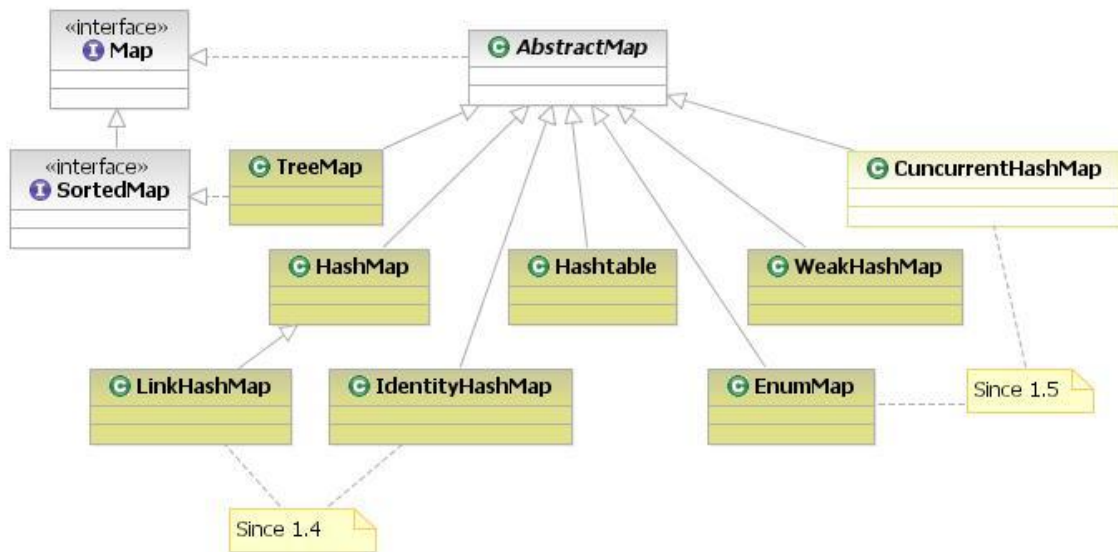 «interface»
I Map
C AbstractMap
«interface»
I SortedMap
C TreeMap
C CuncurrentHashMap
C HashMap
C Hashtable
C WeakHashMap
C LinkHashMap
C IdentityHashMap
C EnumMap
Since 1.5
Since 1.4